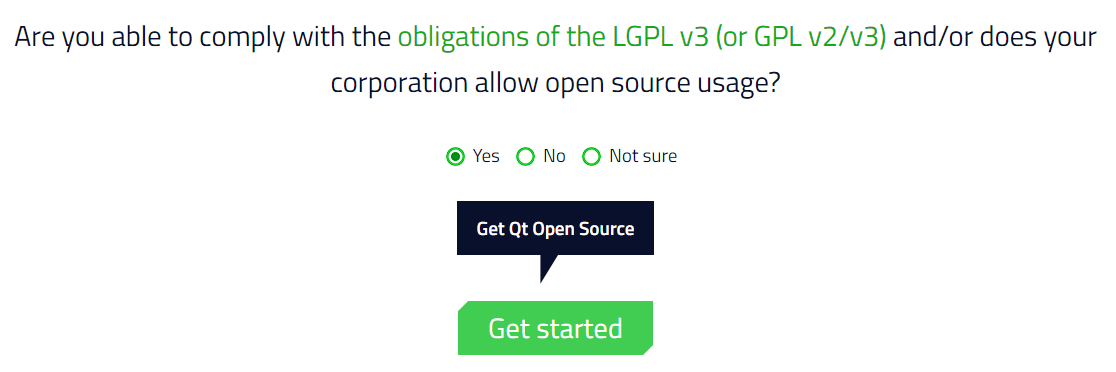 Are you able to comply with the obligations of the LGPL v3 (or GPL v2/v3) and/or does your
corporation allow open source usage?
Yes No Not sure
Get Qt Open Source
Get started